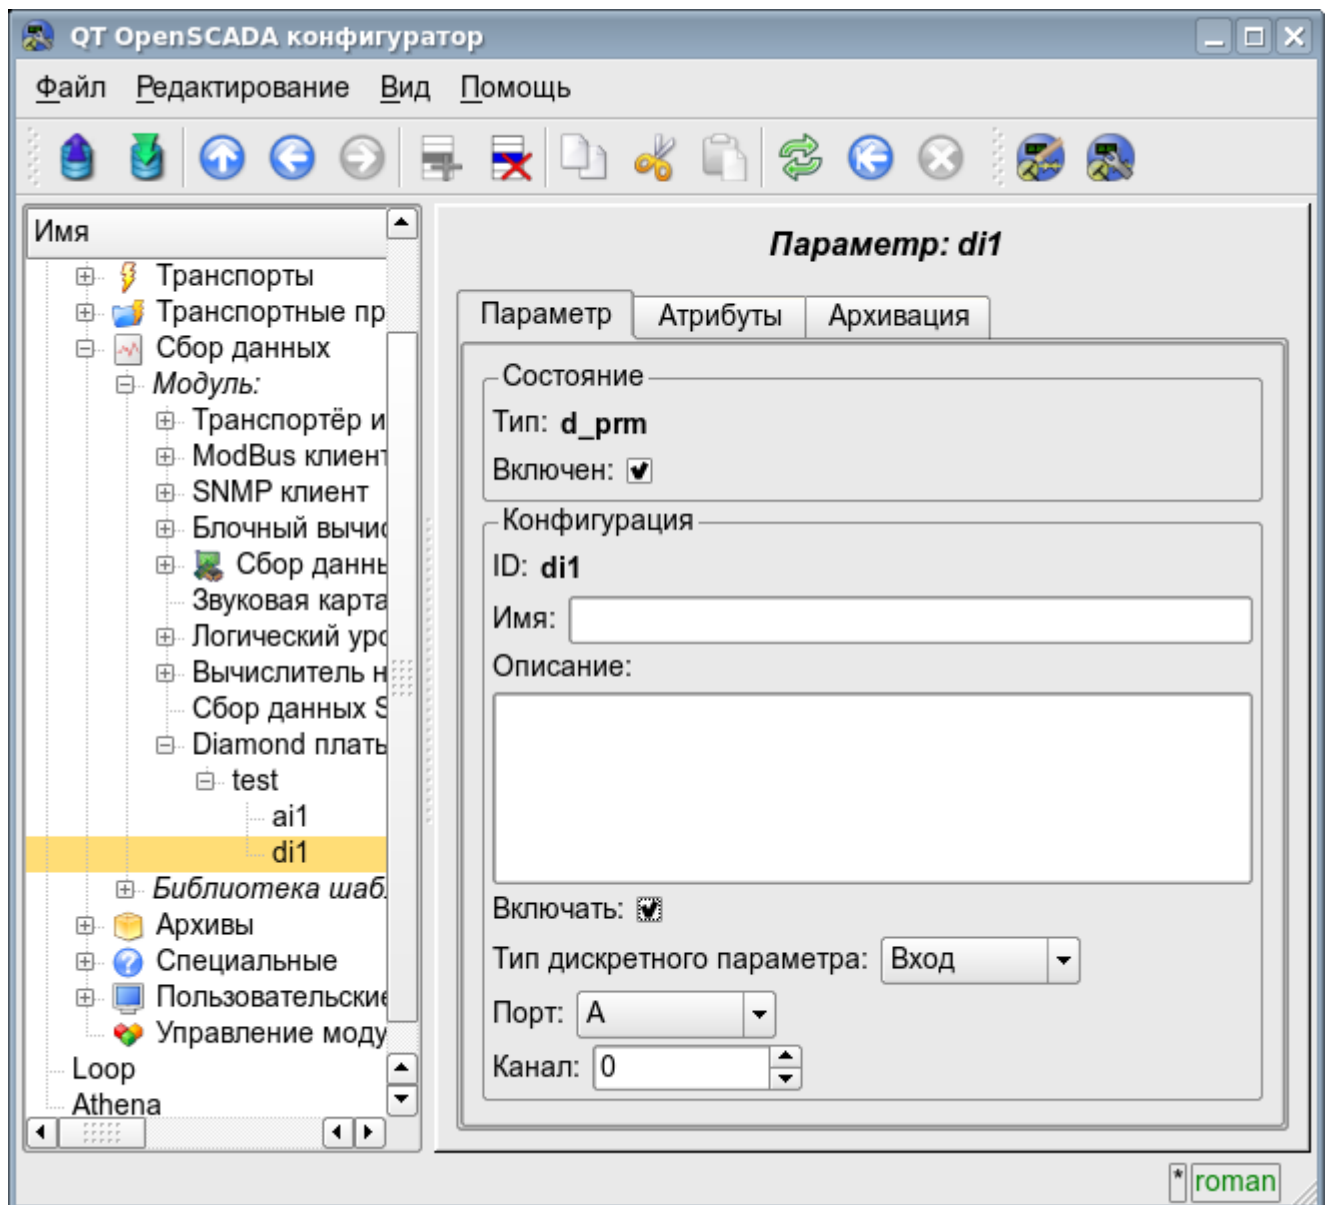 QT OpenSCADA конфигуратор
Файл Редактирование Вид Помощь
Имя
Транспорты
Транспортные пр
Сбор данных
Модуль:
Транспортёр и
ModBus клиент
SNMP клиент
Блочный вычис
Сбор даннь
Звуковая карта
Логический уро
Вычислитель н
Сбор данных S
Diamond плать
test
ai1
di1
Библиотека шаб
Архивы
Специальные
Пользовательские
Управление моду
Loop
Athena
Параметр: di1
Параметр Атрибуты Архивация
Состояние
Тип: d_prm
Включен:
Конфигурация
ID: di1
Имя:
Описание:
Включать:
Тип дискретного параметра: Вход
Порт: A
Канал: 0
* roman